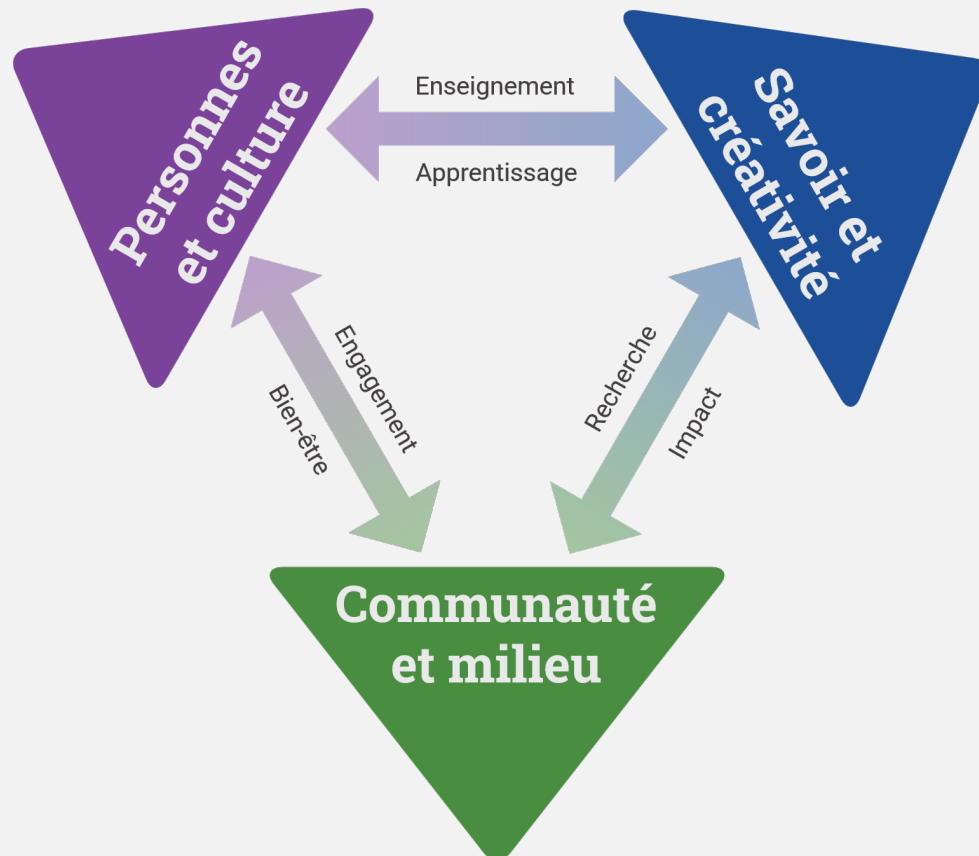 Personnes
et culture
Enseignement
Apprentissage
Savoir et
créativité
Engagement
Bien-être
Recherche
Impact
Communauté
et milieu